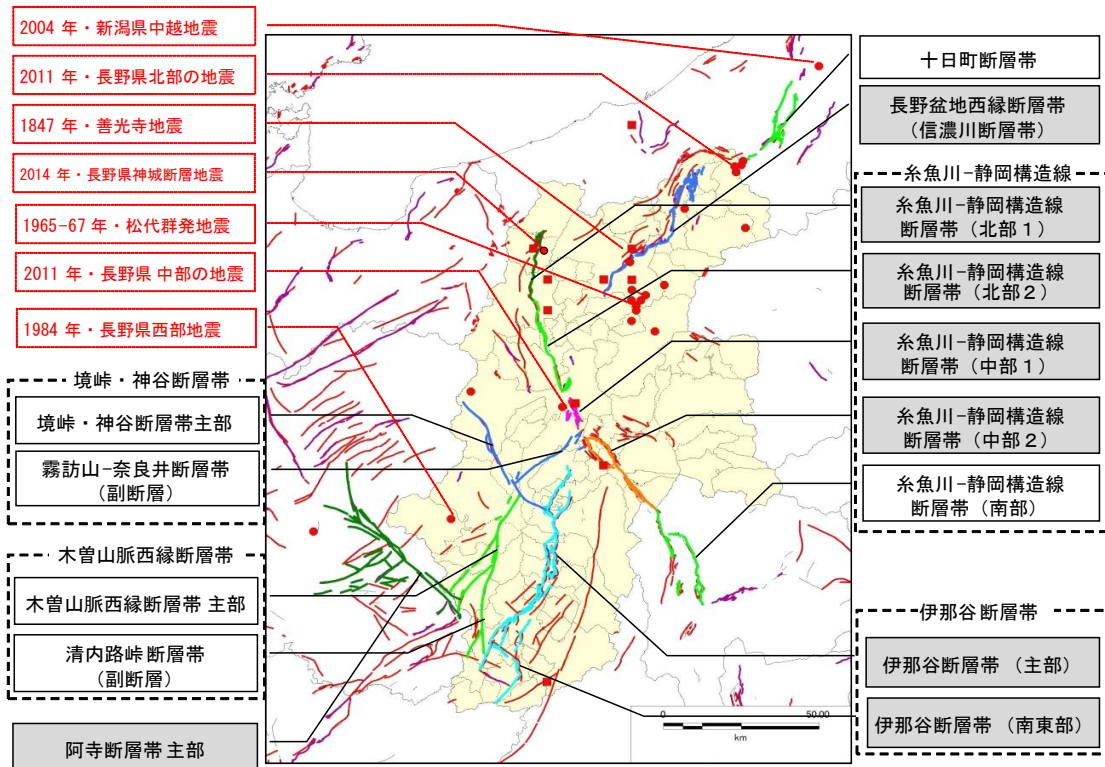 2004 年・新潟県中越地震
2011 年・長野県北部の地震
1847 年・善光寺地震
2014 年・長野県神城断層地震
1965-67 年・松代群発地震
2011 年・長野県 中部の地震
1984 年・長野県西部地震
境峠・神谷断層帯
境峠・神谷断層帯主部
霧訪山−奈良井断層帯
(副断層)
木曽山脈西縁断層帯
木曽山脈西縁断層帯 主部
清内路峠 断層帯
(副断層)
阿寺断層帯 主部
十日町断層帯
長野盆地西縁断層帯
(信濃川断層帯)
糸魚川−静岡構造線
糸魚川−静岡構造線
断層帯（北部１）
糸魚川−静岡構造線
断層帯（北部２）
糸魚川−静岡構造線
断層帯（中部１）
糸魚川−静岡構造線
断層帯（中部２）
糸魚川−静岡構造線
断層帯（南部）
伊那谷断層帯
伊那谷断層帯 （主部）
伊那谷断層帯 （南東部）
0 50.00
km